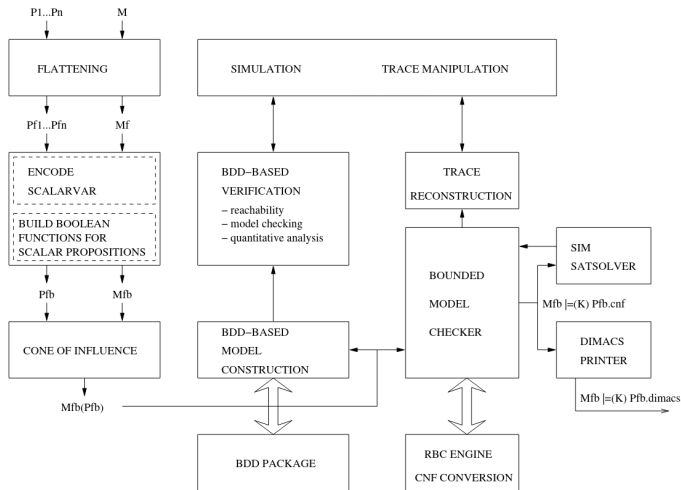 P1...Pn
M
FLATTENING
Pf1...Pfn
Mf
ENCODE
SCALARVAR
BUILD BOOLEAN
FUNCTIONS FOR
SCALAR PROPOSITIONS
Pfb
Mfb
CONE OF INFLUENCE
Mfb(Pfb)
SIMULATION
TRACE MANIPULATION
BDD−BASED
VERIFICATION
− reachability
− model checking
− quantitative analysis
BDD−BASED
MODEL
CONSTRUCTION
BDD PACKAGE
TRACE
RECONSTRUCTION
BOUNDED
MODEL
CHECKER
RBC ENGINE
CNF CONVERSION
SIM
SATSOLVER
Mfb |=(K) Pfb.cnf
DIMACS
PRINTER
Mfb |=(K) Pfb.dimacs